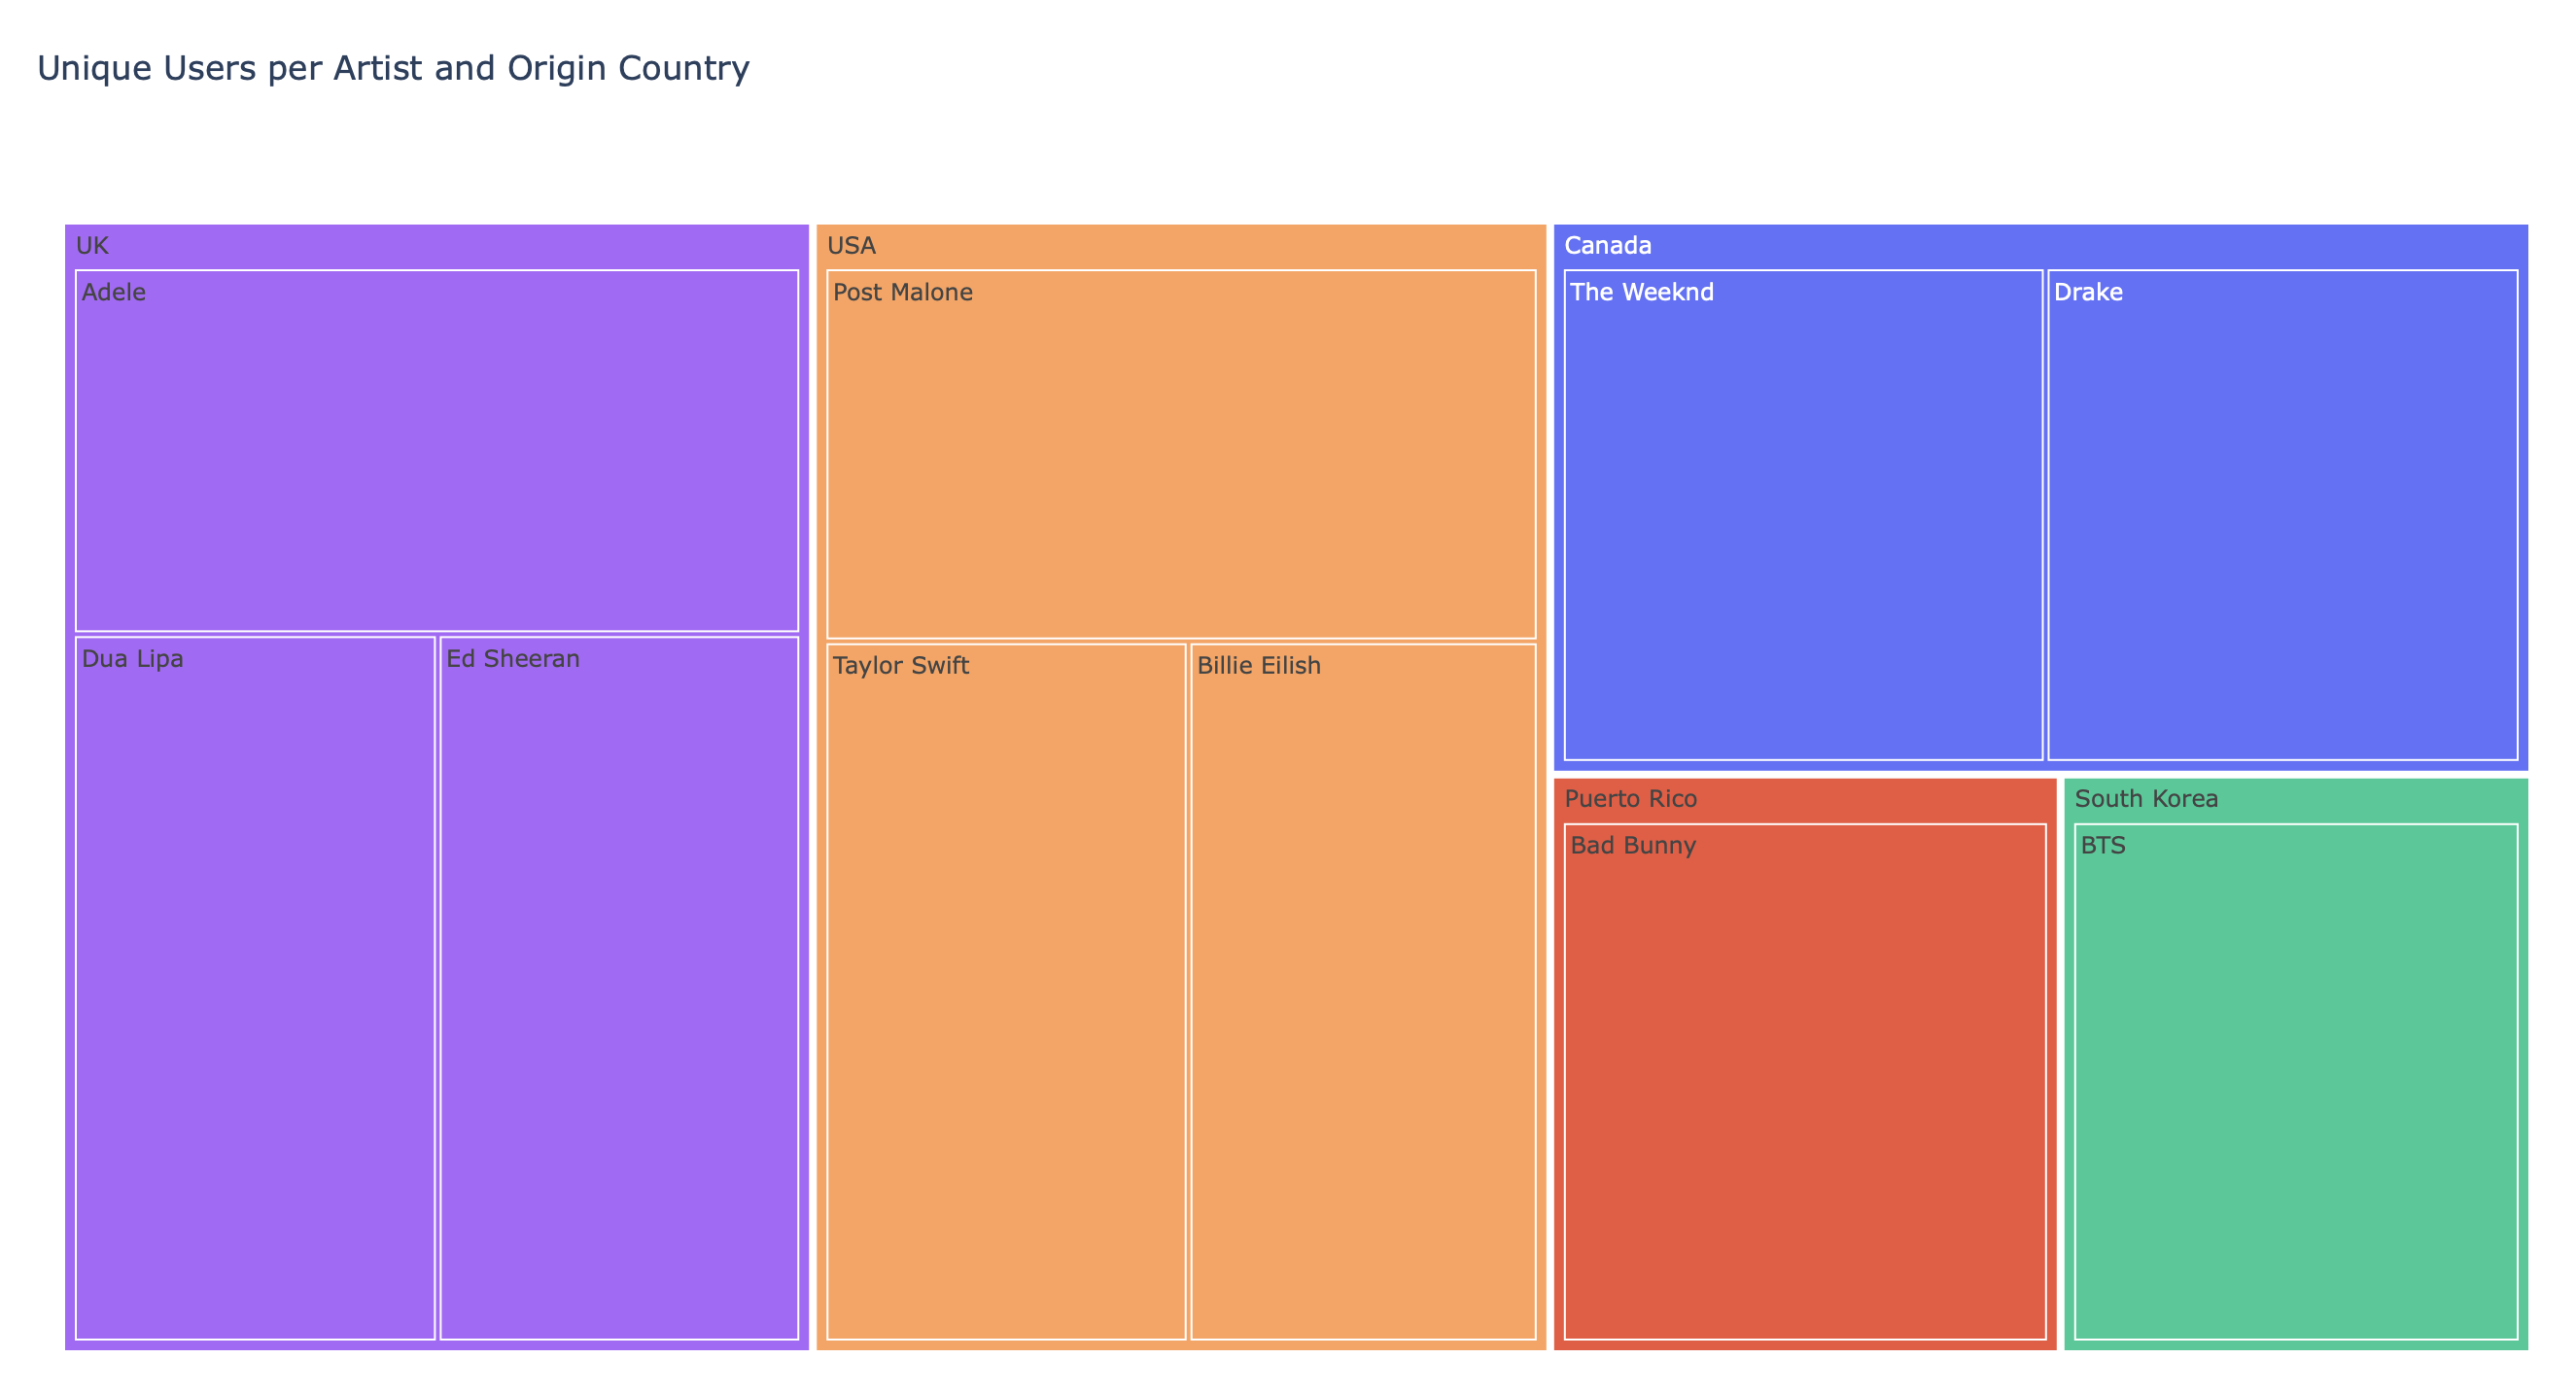 Unique Users per Artist and Origin Country
UK
Adele
Dua Lipa
Ed Sheeran
USA
Post Malone
Taylor Swift
Billie Eilish
Canada
The Weeknd
Drake
Puerto Rico
Bad Bunny
South Korea
BTS